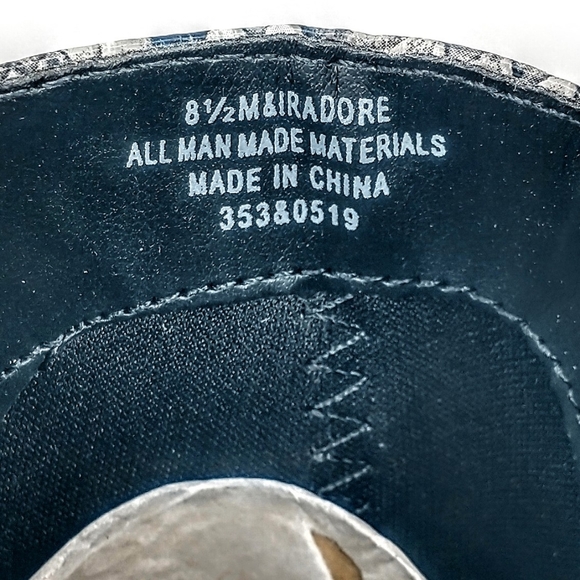 8½M&IRADORE
ALL MAN MADE MATERIALS
MADE IN CHINA
353&0519